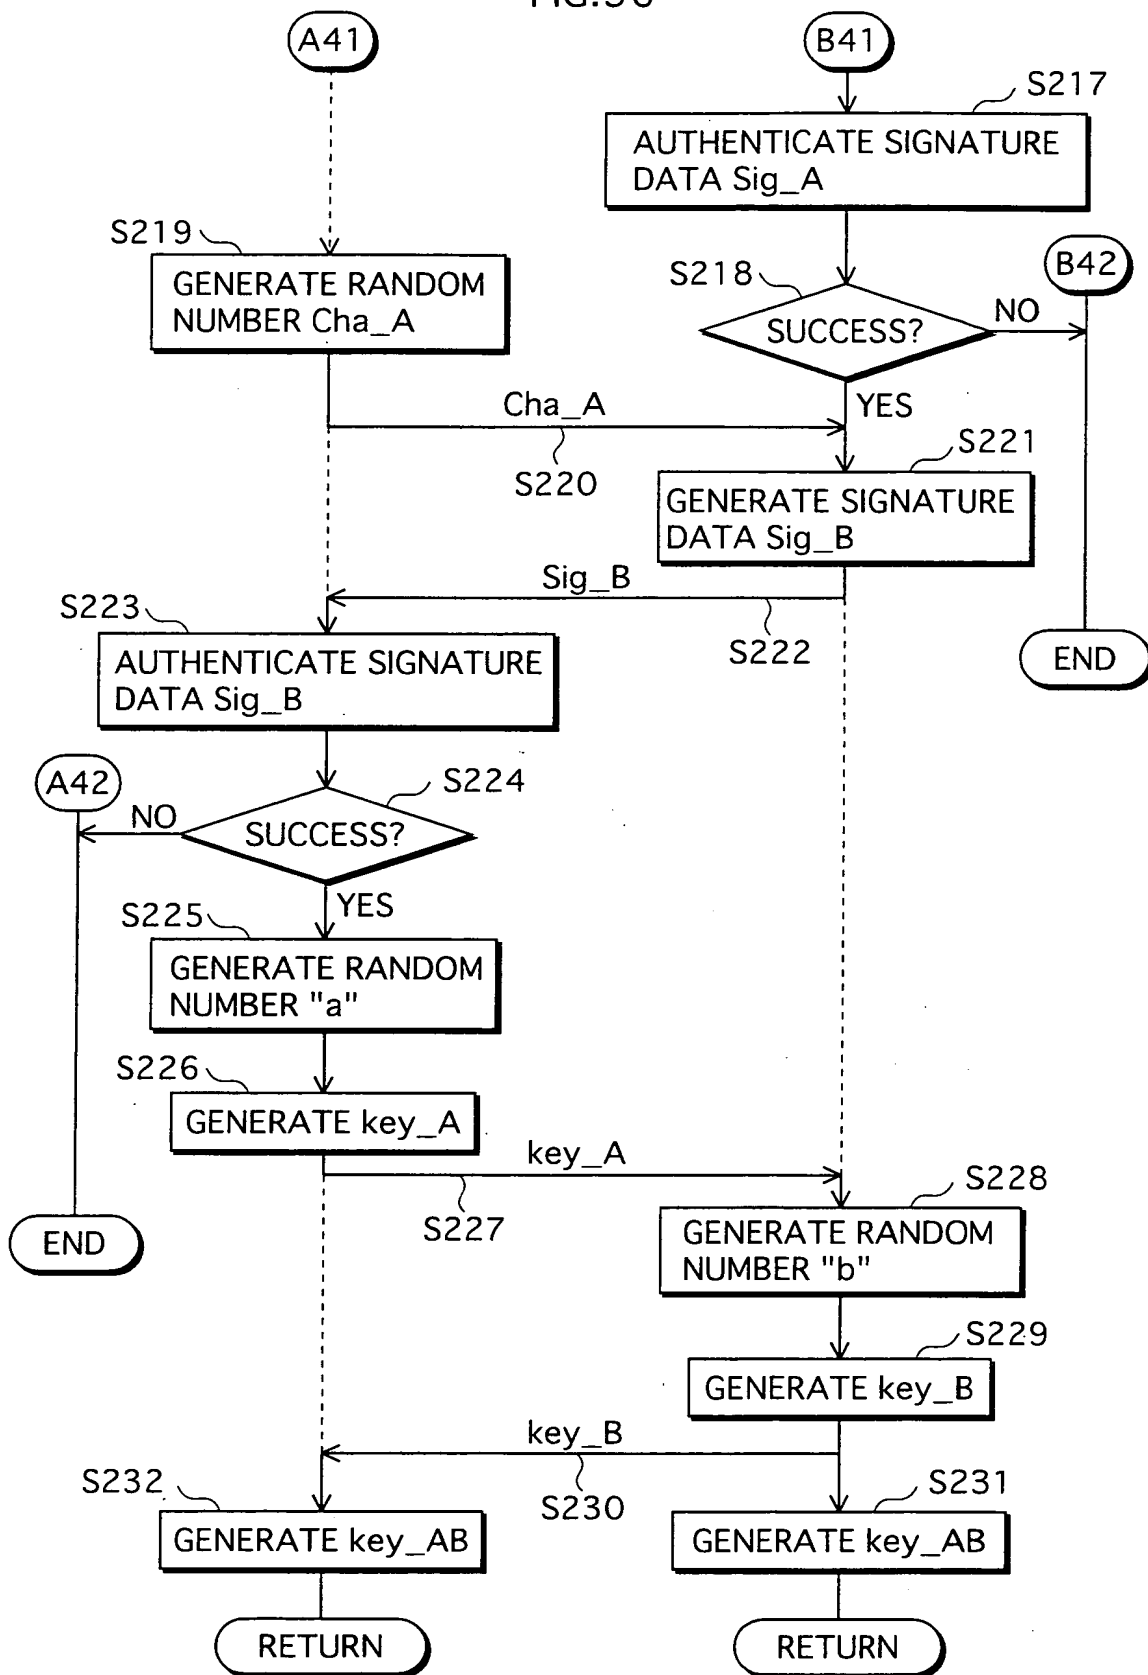 A41
B41
S217
AUTHENTICATE SIGNATURE
DATA Sig_A
S219
GENERATE RANDOM
NUMBER Cha_A
S218
B42
SUCCESS?
NO
YES
Cha_A
S220
S221
GENERATE SIGNATURE
DATA Sig_B
Sig_B
S222
END
S223
AUTHENTICATE SIGNATURE
DATA Sig_B
A42
S224
NO
SUCCESS?
YES
S225
GENERATE RANDOM
NUMBER "a"
S226
GENERATE key_A
key_A
S227
END
S228
GENERATE RANDOM
NUMBER "b"
S229
GENERATE key_B
key_B
S230
S232
GENERATE key_AB
S231
GENERATE key_AB
RETURN
RETURN